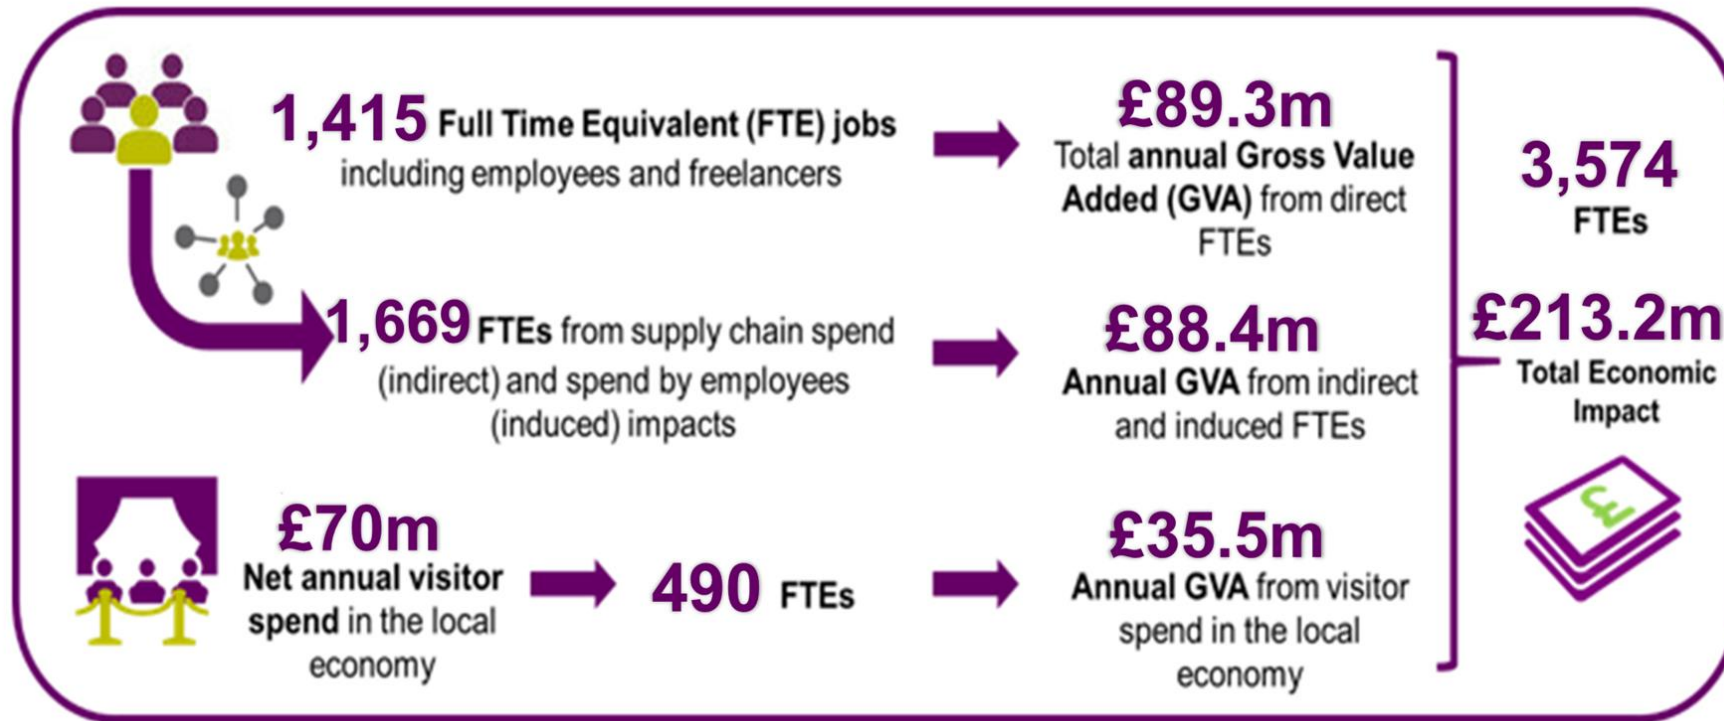 1,415 Full Time Equivalent (FTE) jobs
including employees and freelancers
£89.3m
Total annual Gross Value
Added (GVA) from direct
FTEs
1,669 FTEs from supply chain spend
(indirect) and spend by employees
(induced) impacts
£88.4m
Annual GVA from indirect
and induced FTEs
£70m
Net annual visitor
spend in the local
economy
490 FTEs
£35.5m
Annual GVA from visitor
spend in the local
economy
3,574
FTEs
£213.2m
Total Economic
Impact
£